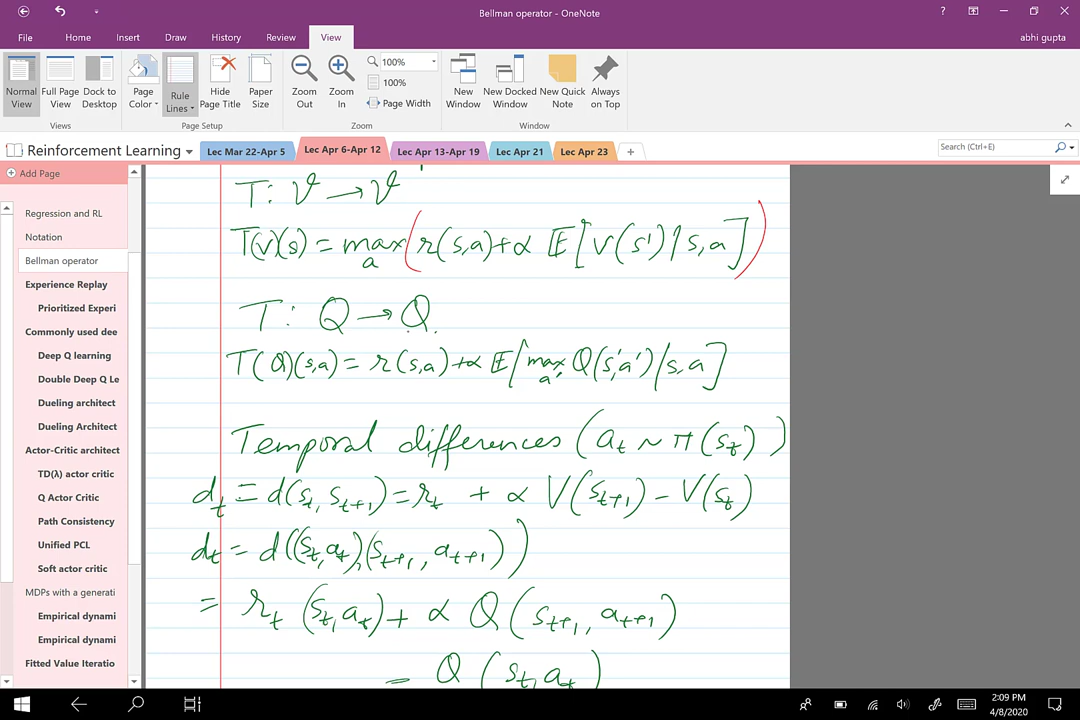 Bellman operator - OneNote
?
File Home Insert Draw History Review View abhi gupta
Normal View Full Page View Dock to Desktop
Page Color Rule Lines Hide Page Title Paper Size
Zoom Out Zoom In 100% 100% Page Width
New Window New Docked Window New Quick Note Always on Top
Views Page Setup Zoom Window
Reinforcement Learning Lec Mar 22-Apr 5 Lec Apr 6-Apr 12 Lec Apr 13-Apr 19 Lec Apr 21 Lec Apr 23 + Search (Ctrl+E)
Add Page
Regression and RL
Notation
Bellman operator
Experience Replay
Prioritized Experi
Commonly used dee
Deep Q learning
Double Deep Q Le
Dueling architect
Dueling Architect
Actor-Critic architect
TD(λ) actor critic
Q Actor Critic
Path Consistency
Unified PCL
Soft actor critic
MDPs with a generati
Empirical dynami
Empirical dynami
Fitted Value Iteratio
T: V → V
T(v)(s) = max_a (r(s,a) + α E[V(s') | s,a])
T: Q → Q
T(Q)(s,a) = r(s,a) + α E[max_a' Q(s',a') | s,a]
Temporal differences (a_t ~ π(s_t))
d_t = d(s_t, s_{t+1}) = r_t + α V(s_{t+1}) - V(s_t)
d_t = d((s_t,a_t),(s_{t+1}, a_{t+1}))
= r_t (s_t,a_t) + α Q(s_{t+1}, a_{t+1})
- Q(s_t,a_t)
2:09 PM
4/8/2020